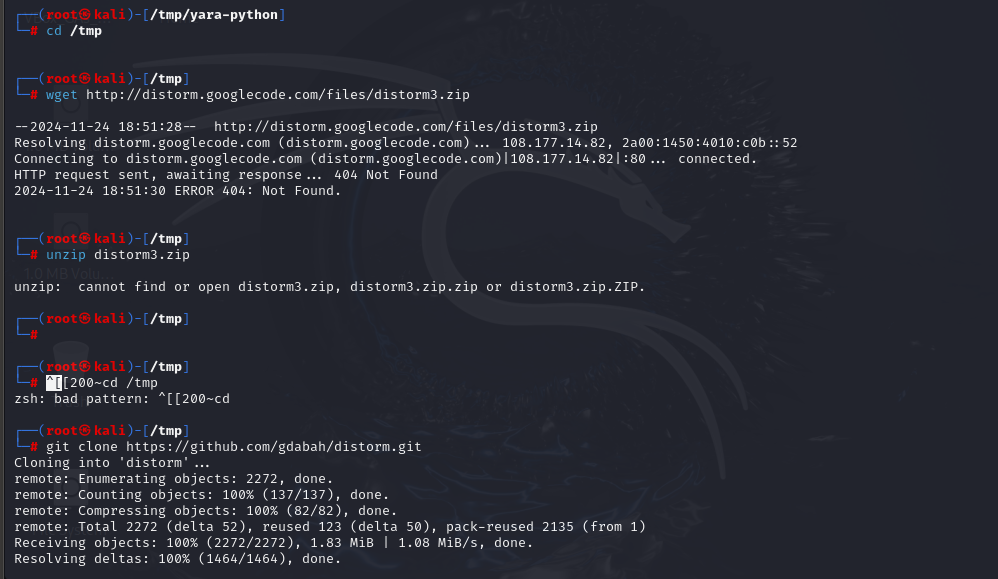 ┌──(root㉿kali)-[/tmp/yara-python]
└─# cd /tmp
┌──(root㉿kali)-[/tmp]
└─# wget http://distorm.googlecode.com/files/distorm3.zip
--2024-11-24 18:51:28--  http://distorm.googlecode.com/files/distorm3.zip
Resolving distorm.googlecode.com (distorm.googlecode.com)... 108.177.14.82, 2a00:1450:4010:c0b::52
Connecting to distorm.googlecode.com (distorm.googlecode.com)|108.177.14.82|:80... connected.
HTTP request sent, awaiting response... 404 Not Found
2024-11-24 18:51:30 ERROR 404: Not Found.
┌──(root㉿kali)-[/tmp]
└─# unzip distorm3.zip
1.0 MB Volu...
unzip:  cannot find or open distorm3.zip, distorm3.zip.zip or distorm3.zip.ZIP.
┌──(root㉿kali)-[/tmp]
└─#
┌──(root㉿kali)-[/tmp]
└─# ^[[200~cd /tmp
zsh: bad pattern: ^[[200~cd
┌──(root㉿kali)-[/tmp]
└─# git clone https://github.com/gdabah/distorm.git
Cloning into 'distorm'...
remote: Enumerating objects: 2272, done.
remote: Counting objects: 100% (137/137), done.
remote: Compressing objects: 100% (82/82), done.
remote: Total 2272 (delta 52), reused 123 (delta 50), pack-reused 2135 (from 1)
Receiving objects: 100% (2272/2272), 1.83 MiB | 1.08 MiB/s, done.
Resolving deltas: 100% (1464/1464), done.